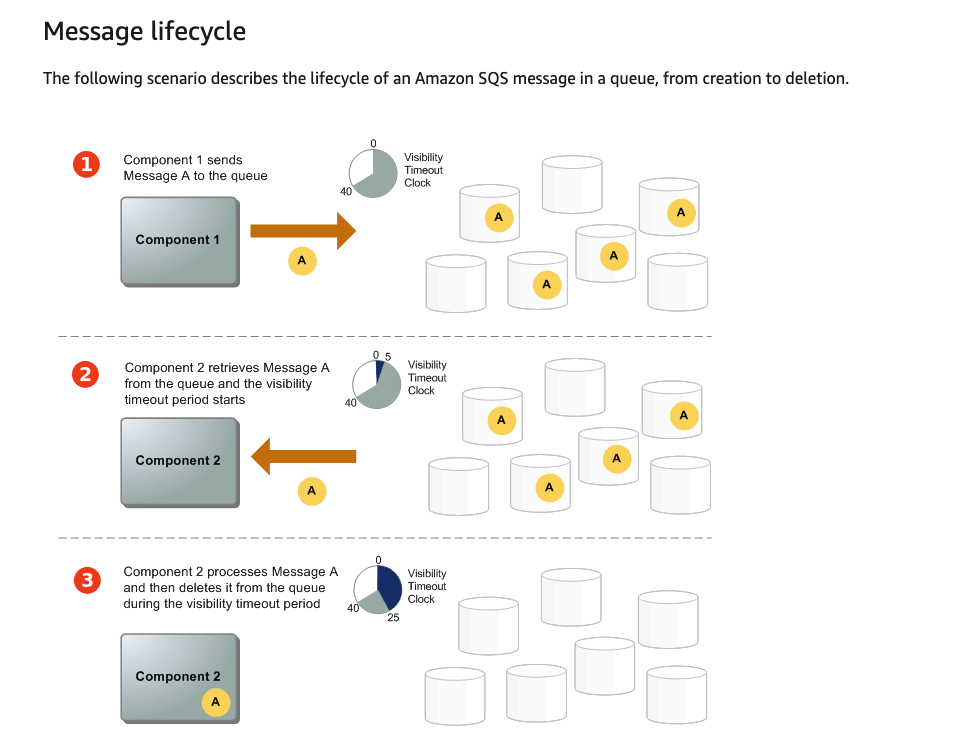 Message lifecycle
The following scenario describes the lifecycle of an Amazon SQS message in a queue, from creation to deletion.
1
Component 1 sends
Message A to the queue
0
40
Visibility
Timeout
Clock
Component 1
A
A
A
A
A
2
Component 2 retrieves Message A
from the queue and the visibility
timeout period starts
0 5
40
Visibility
Timeout
Clock
Component 2
A
A
A
A
A
3
Component 2 processes Message A
and then deletes it from the queue
during the visibility timeout period
0
40
25
Visibility
Timeout
Clock
Component 2
A